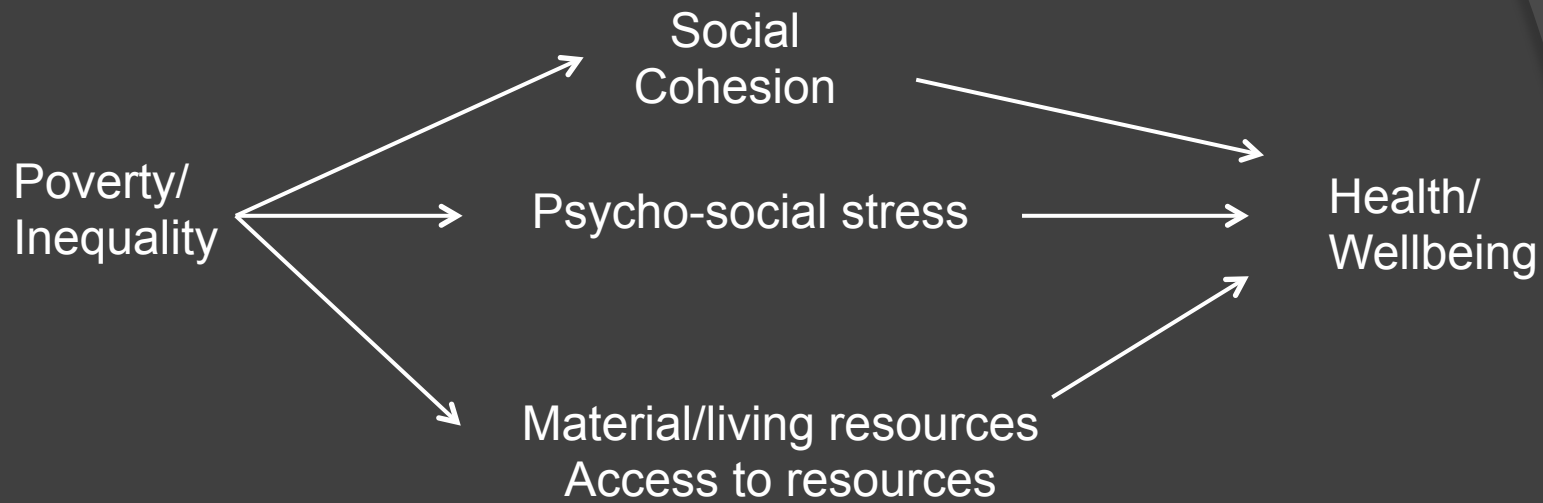 Social
Cohesion
Poverty/
Inequality
Psycho-social stress
Health/
Wellbeing
Material/living resources
Access to resources